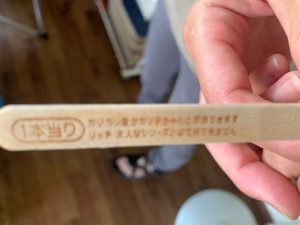 1本当り
ガリガリ君かガリ子ちゃんと交換できます
リッチ・大人なシリーズとは交換できません